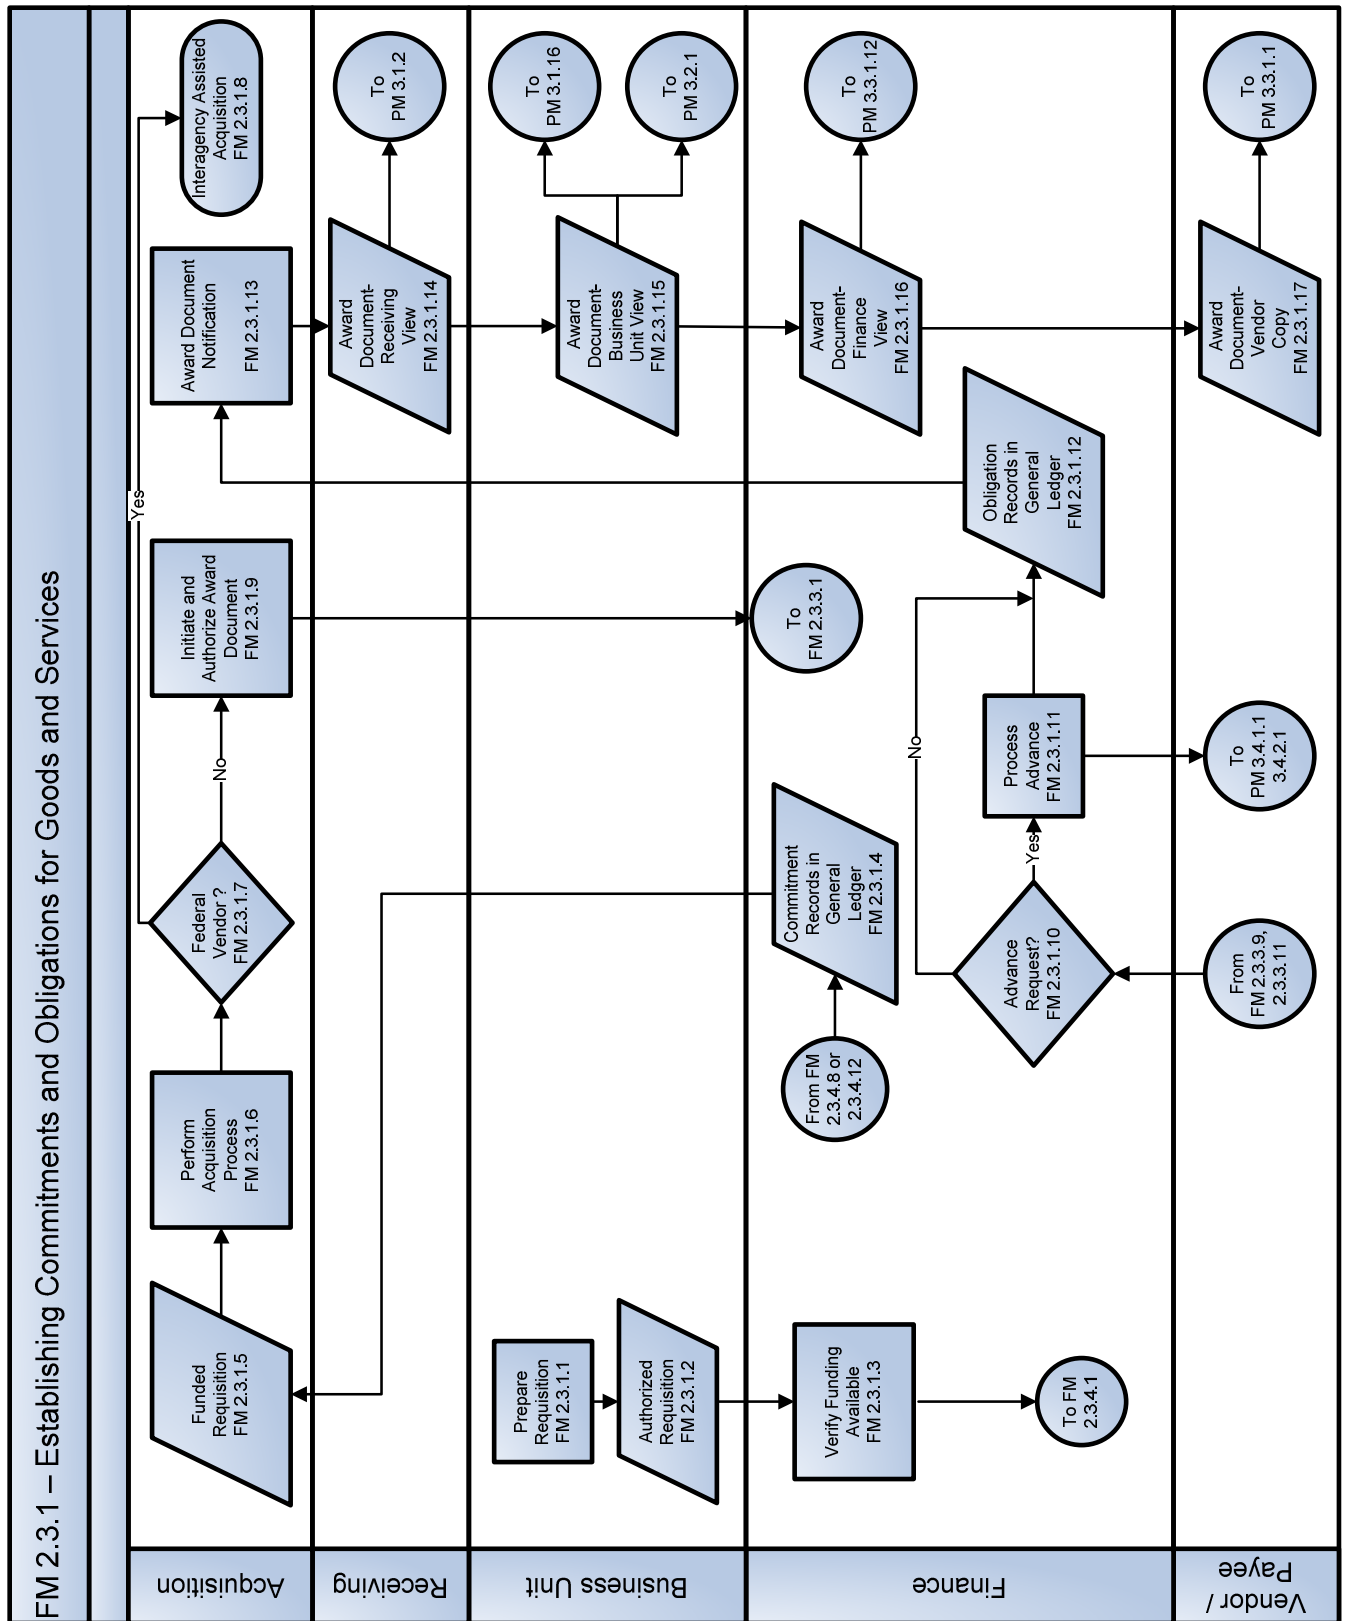 FM 2.3.1 – Establishing Commitments and Obligations for Goods and Services
Acquisition
Funded
Requisition
FM 2.3.1.5
Perform
Acquisition
Process
FM 2.3.1.6
Federal
Vendor ?
FM 2.3.1.7
No
Yes
Initiate and
Authorize Award
Document
FM 2.3.1.9
Award Document
Notification
FM 2.3.1.13
Interagency Assisted
Acquisition
FM 2.3.1.8
Receiving
Award
Document-
Receiving
View
FM 2.3.1.14
To
PM 3.1.2
Business Unit
Prepare
Requisition
FM 2.3.1.1
Authorized
Requisition
FM 2.3.1.2
Award
Document-
Business
Unit View
FM 2.3.1.15
To
PM 3.1.16
To
PM 3.2.1
Finance
Verify Funding
Available
FM 2.3.1.3
To FM
2.3.4.1
From FM
2.3.4.8 or
2.3.4.12
Commitment
Records in
General
Ledger
FM 2.3.1.4
Advance
Request?
FM 2.3.1.10
Yes
No
Process
Advance
FM 2.3.1.11
To
FM 2.3.3.1
Obligation
Records in
General
Ledger
FM 2.3.1.12
Award
Document-
Finance
View
FM 2.3.1.16
To
PM 3.3.1.12
Vendor /
Payee
From
FM 2.3.3.9,
2.3.3.11
To
PM 3.4.1.1
3.4.2.1
Award
Document-
Vendor
Copy
FM 2.3.1.17
To
PM 3.3.1.1